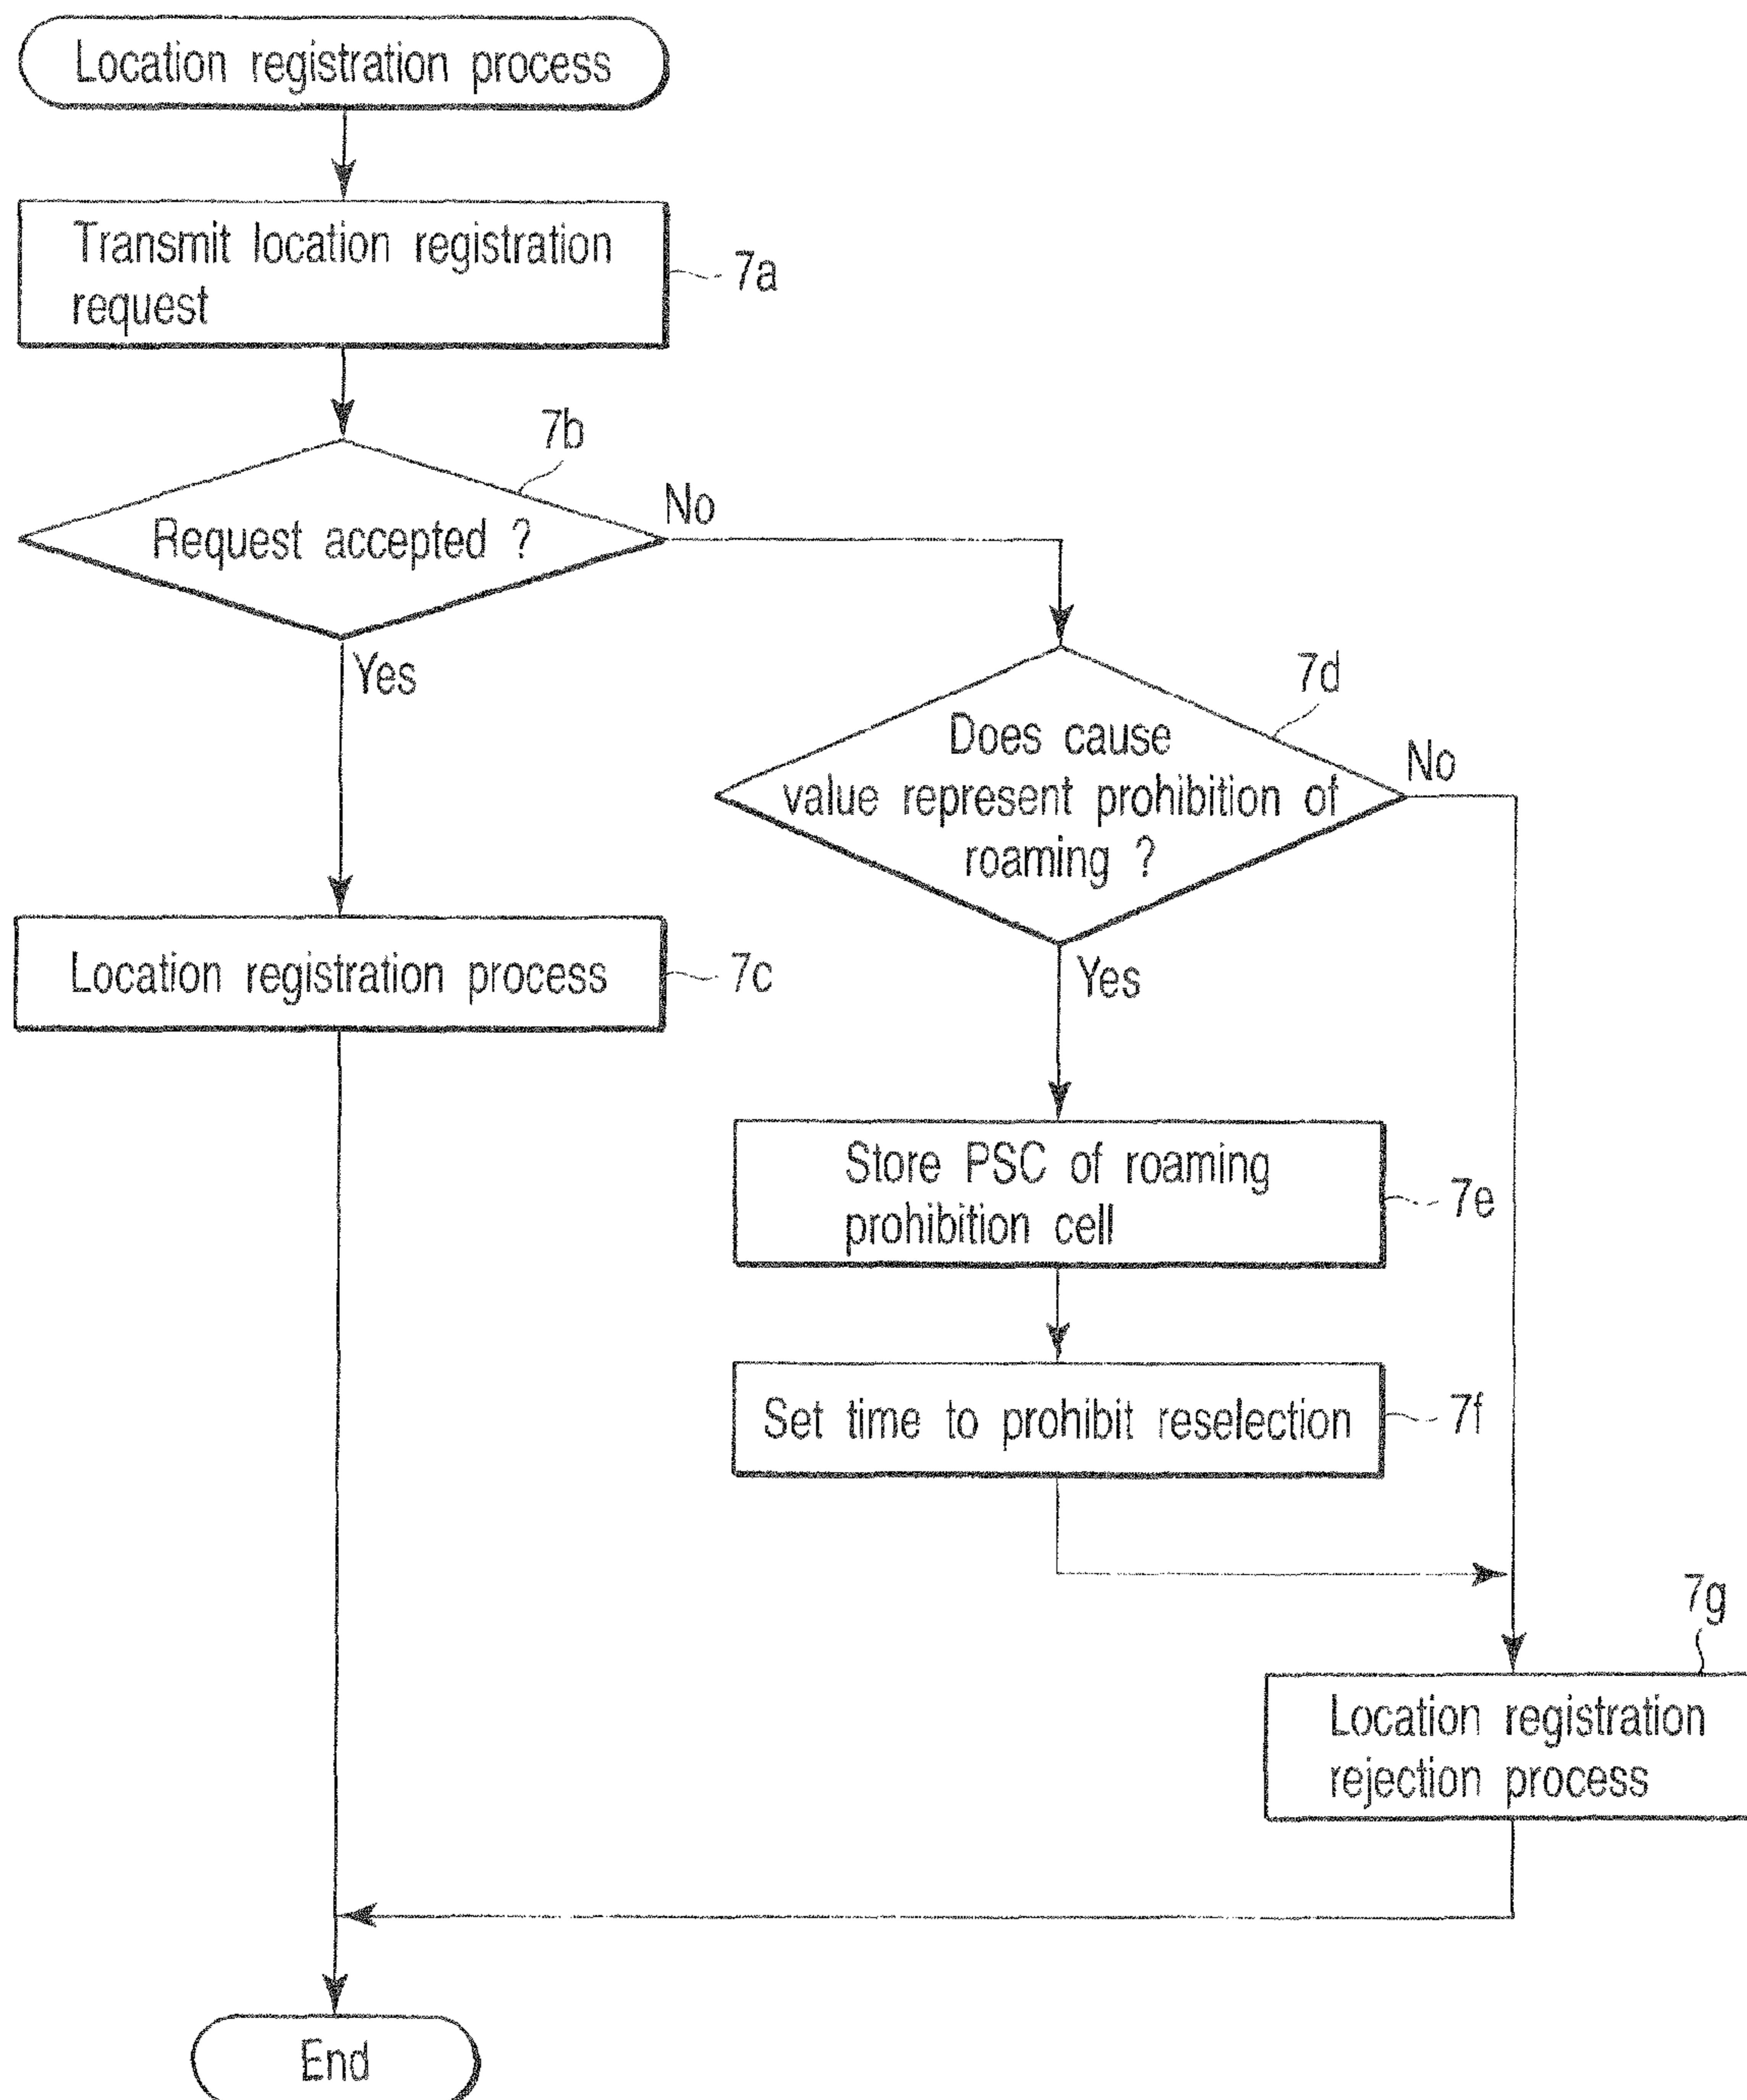 Location registration process
Transmit location registration
request
7a
7b
Request accepted ?
No
Yes
7d
Does cause
value represent prohibition of
roaming ?
No
Yes
Location registration process
7c
Store PSC of roaming
prohibition cell
7e
Set time to prohibit reselection
7f
7g
Location registration
rejection process
End